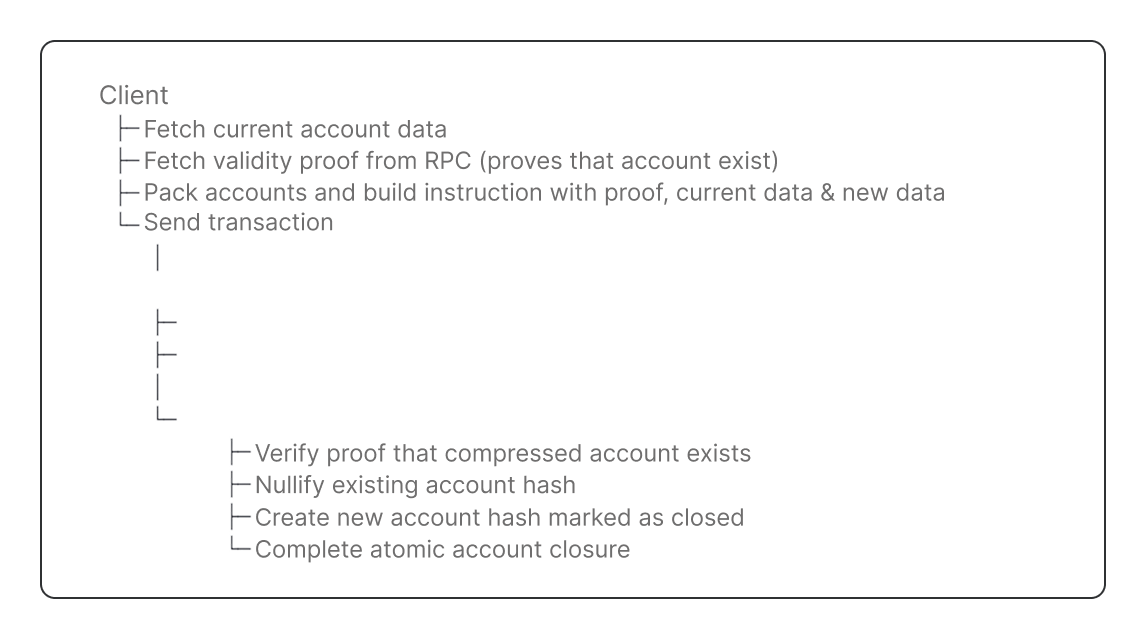 Client
├─Fetch current account data
├─Fetch validity proof from RPC (proves that account exist)
├─Pack accounts and build instruction with proof, current data & new data
└─Send transaction
│
├─
├─
│
└─
├─Verify proof that compressed account exists
├─Nullify existing account hash
├─Create new account hash marked as closed
└─Complete atomic account closure